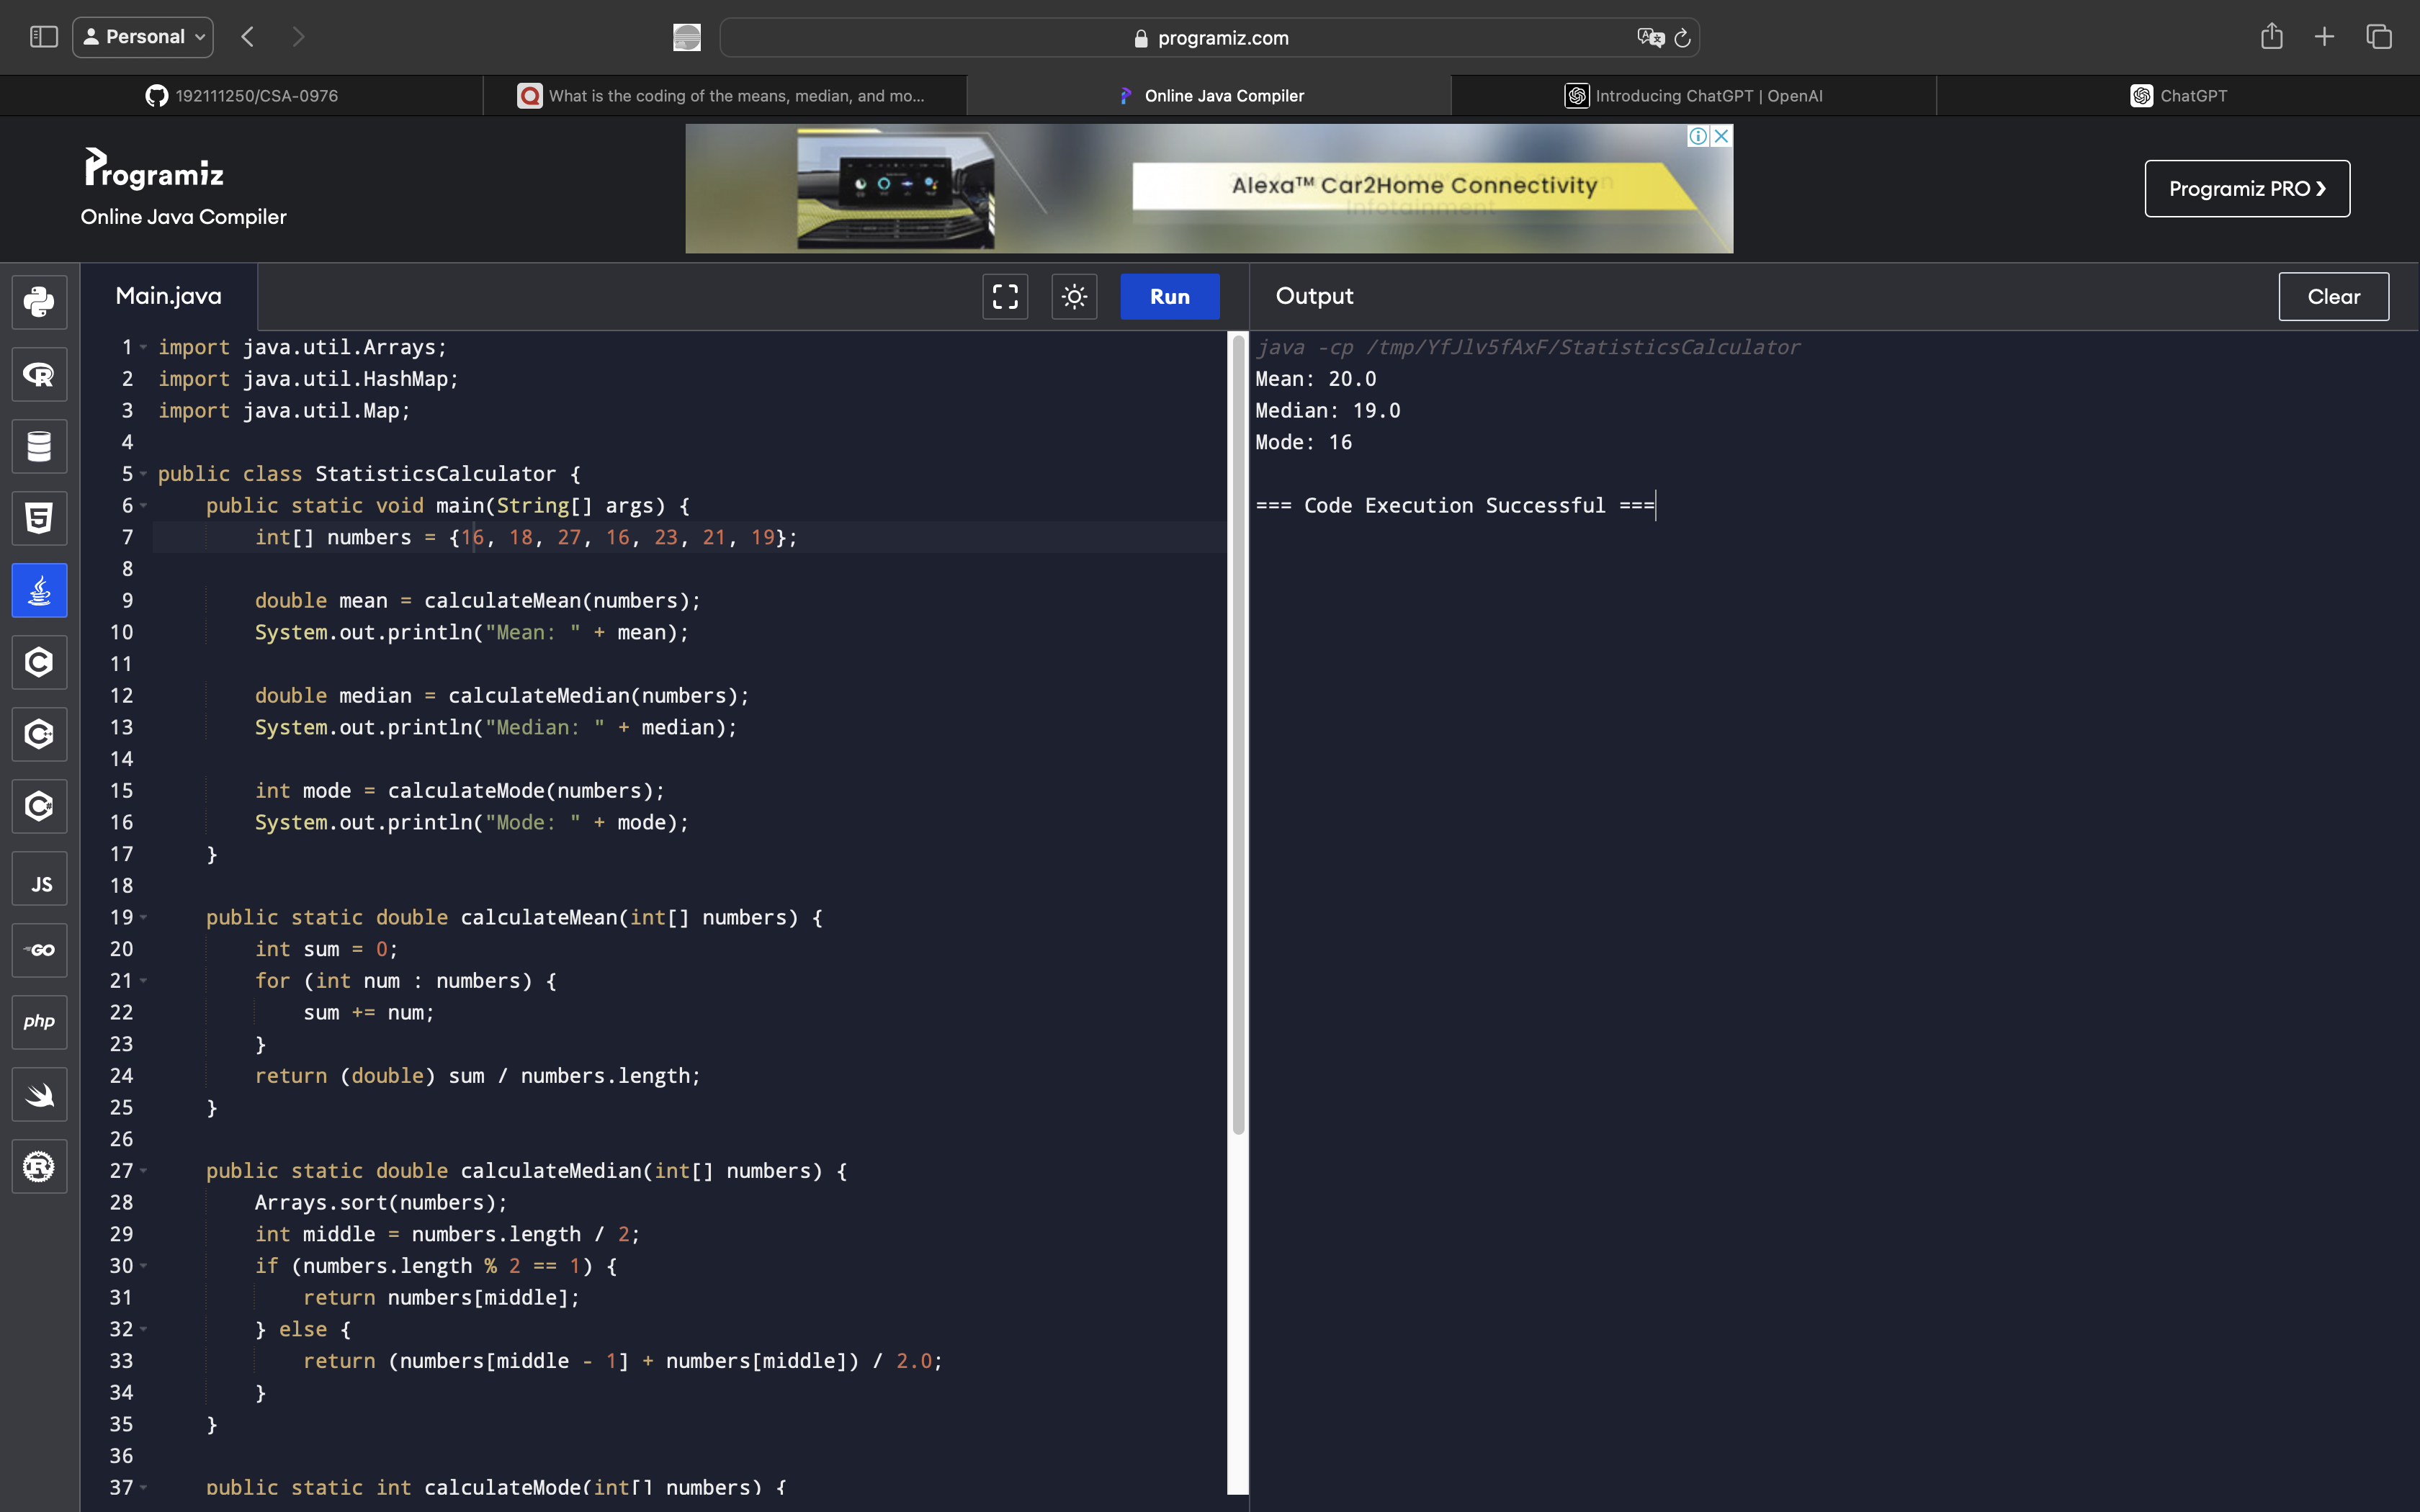 Personal
programiz.com
192111250/CSA-0976
What is the coding of the means, median, and mo...
Online Java Compiler
Introducing ChatGPT | OpenAI
ChatGPT
Programiz
Online Java Compiler
Alexa™ Car2Home Connectivity
Infotainment
Programiz PRO ❯
Main.java
Run
Output
Clear
1 import java.util.Arrays;
2 import java.util.HashMap;
3 import java.util.Map;
4
5 public class StatisticsCalculator {
6     public static void main(String[] args) {
7         int[] numbers = {16, 18, 27, 16, 23, 21, 19};
8
9         double mean = calculateMean(numbers);
10         System.out.println("Mean: " + mean);
11
12         double median = calculateMedian(numbers);
13         System.out.println("Median: " + median);
14
15         int mode = calculateMode(numbers);
16         System.out.println("Mode: " + mode);
17     }
18
19     public static double calculateMean(int[] numbers) {
20         int sum = 0;
21         for (int num : numbers) {
22             sum += num;
23         }
24         return (double) sum / numbers.length;
25     }
26
27     public static double calculateMedian(int[] numbers) {
28         Arrays.sort(numbers);
29         int middle = numbers.length / 2;
30         if (numbers.length % 2 == 1) {
31             return numbers[middle];
32         } else {
33             return (numbers[middle - 1] + numbers[middle]) / 2.0;
34         }
35     }
36
37     public static int calculateMode(int[] numbers) {
java -cp /tmp/YfJlv5fAxF/StatisticsCalculator
Mean: 20.0
Median: 19.0
Mode: 16
=== Code Execution Successful ===
JS
GO
php